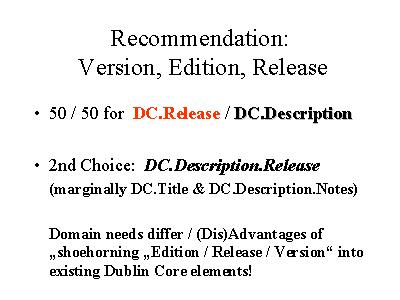 Recommendation:
Version, Edition, Release
• 50 / 50 for DC.Release / DC.Description
• 2nd Choice: DC.Description.Release
(marginally DC.Title & DC.Description.Notes)
Domain needs differ / (Dis)Advantages of
„shoehorning „Edition / Release / Version“ into
existing Dublin Core elements!